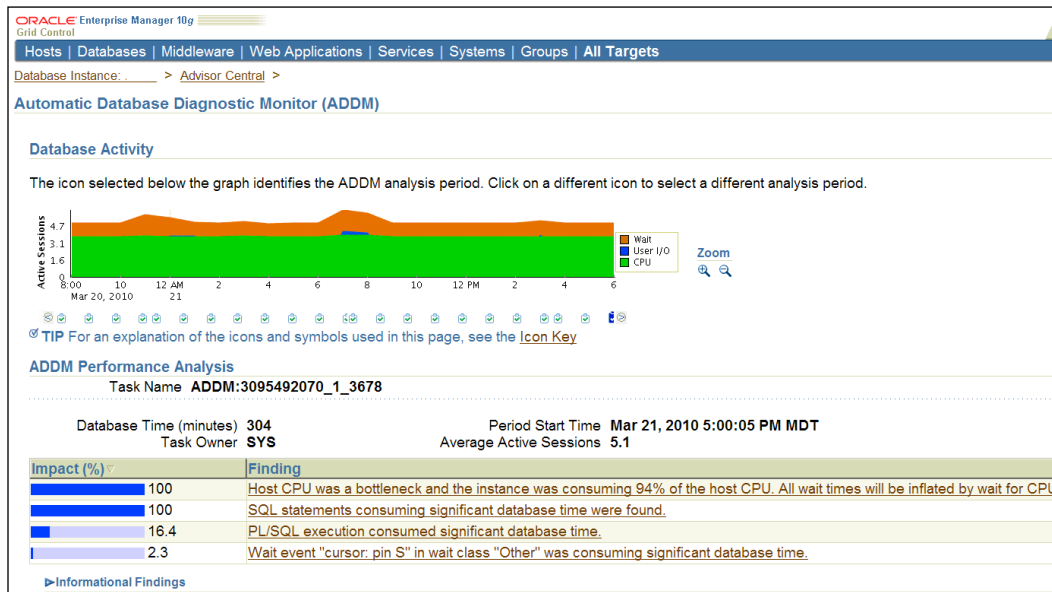 ORACLE Enterprise Manager 10g
Grid Control
Hosts | Databases | Middleware | Web Applications | Services | Systems | Groups | All Targets
Database Instance: . > Advisor Central >
Automatic Database Diagnostic Monitor (ADDM)
Database Activity
The icon selected below the graph identifies the ADDM analysis period. Click on a different icon to select a different analysis period.
Active Sessions
4.7
3.1
1.6
0
Wait
User I/O
CPU
Zoom
8:00 10 12 AM 2 4 6 8 10 12 PM 2 4 6
Mar 20, 2010 21
TIP For an explanation of the icons and symbols used in this page, see the Icon Key
ADDM Performance Analysis
Task Name ADDM:3095492070_1_3678
Database Time (minutes) 304 Period Start Time Mar 21, 2010 5:00:05 PM MDT
Task Owner SYS Average Active Sessions 5.1
Impact (%) Finding
100 Host CPU was a bottleneck and the instance was consuming 94% of the host CPU. All wait times will be inflated by wait for CPU
100 SQL statements consuming significant database time were found.
16.4 PL/SQL execution consumed significant database time.
2.3 Wait event "cursor: pin S" in wait class "Other" was consuming significant database time.
Informational Findings